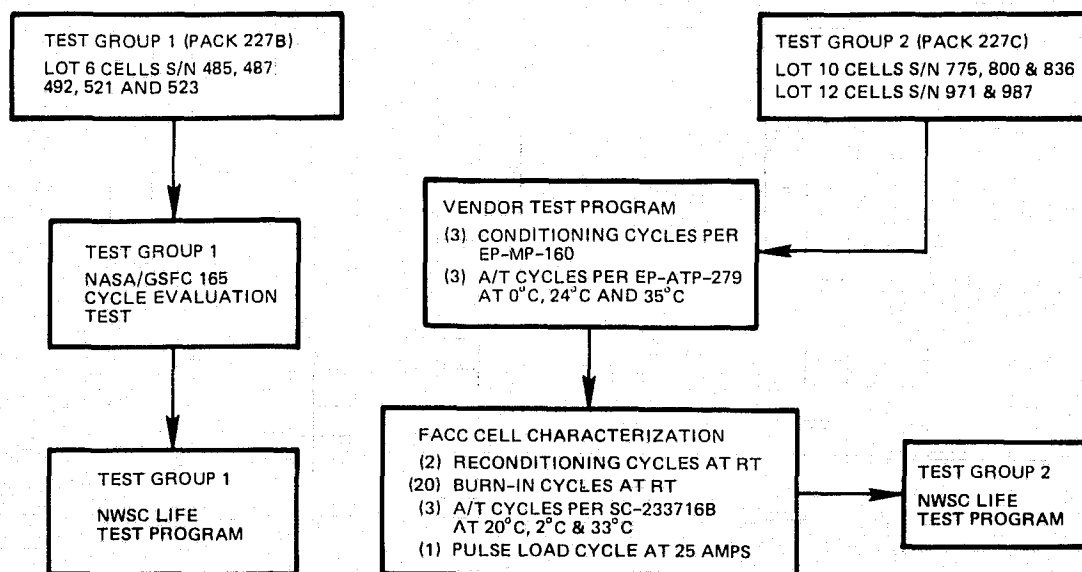 TEST GROUP 1 (PACK 227B)
LOT 6 CELLS S/N 485, 487
492, 521 AND 523
TEST GROUP 1
NASA/GSFC 165
CYCLE EVALUATION
TEST
TEST GROUP 1
NWSC LIFE
TEST PROGRAM
TEST GROUP 2 (PACK 227C)
LOT 10 CELLS S/N 775, 800 & 836
LOT 12 CELLS S/N 971 & 987
VENDOR TEST PROGRAM
(3) CONDITIONING CYCLES PER
EP-MP-160
(3) A/T CYCLES PER EP-ATP-279
AT 0°C, 24°C AND 35°C
FACC CELL CHARACTERIZATION
(2) RECONDITIONING CYCLES AT RT
(20) BURN-IN CYCLES AT RT
(3) A/T CYCLES PER SC-233716B
AT 20°C, 2°C & 33°C
(1) PULSE LOAD CYCLE AT 25 AMPS
TEST GROUP 2
NWSC LIFE
TEST PROGRAM